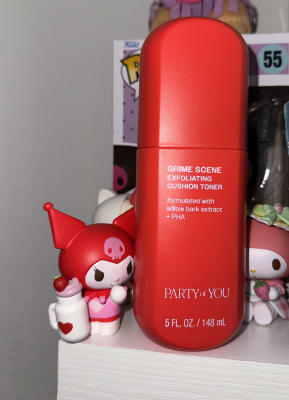 55
GRIME SCENE
EXFOLIATING
CUSHION TONER
formulated with
willow bark extract
+ PHA
PARTY of YOU
5 FL. OZ. / 148 mL